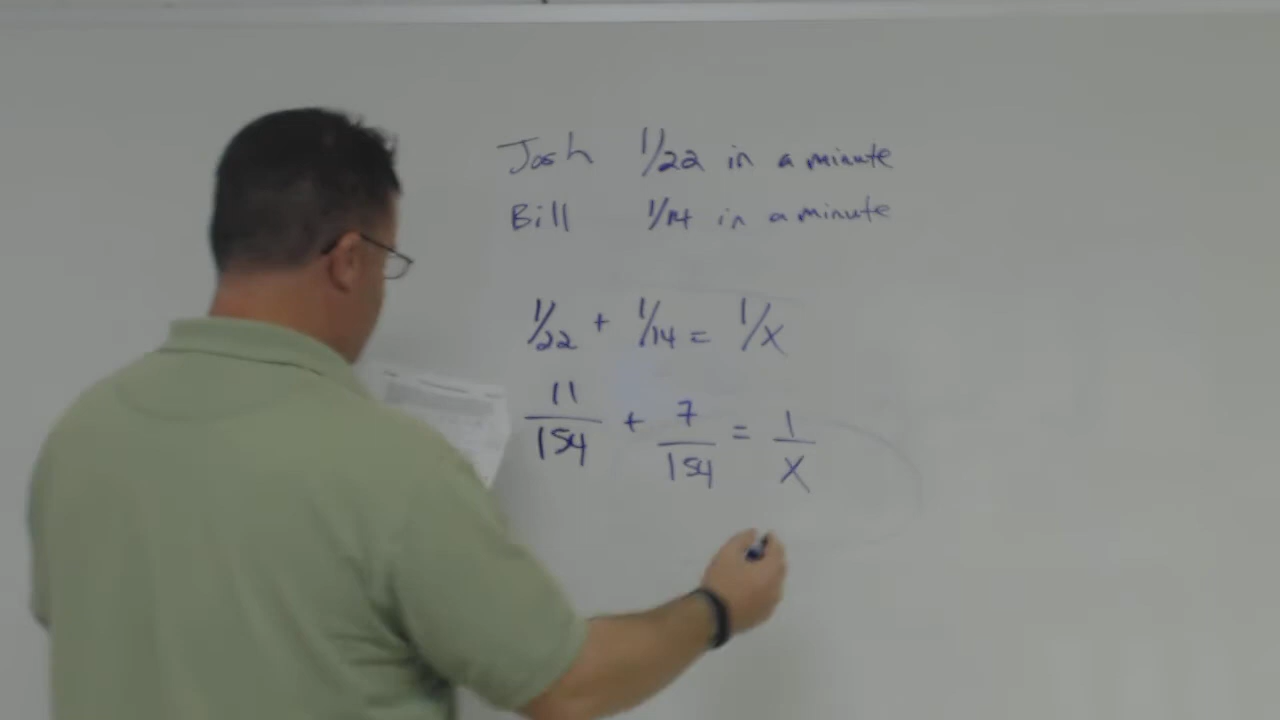 Josh 1/22 in a minute
Bill 1/14 in a minute
1/22 + 1/14 = 1/X
11/154 + 7/154 = 1/X